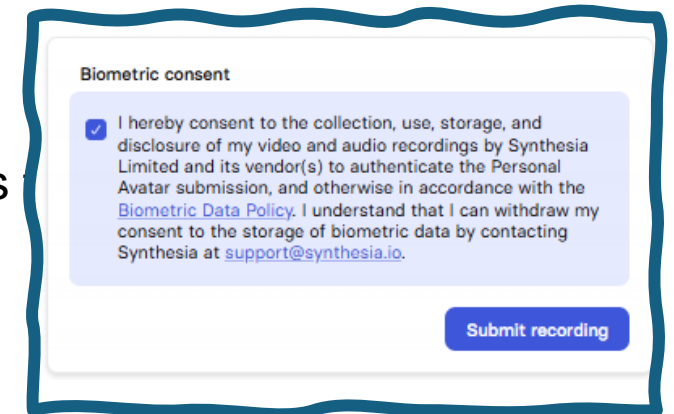 Biometric consent
I hereby consent to the collection, use, storage, and
disclosure of my video and audio recordings by Synthesia
Limited and its vendor(s) to authenticate the Personal
Avatar submission, and otherwise in accordance with the
Biometric Data Policy. I understand that I can withdraw my
consent to the storage of biometric data by contacting
Synthesia at support@synthesia.io.
Submit recording